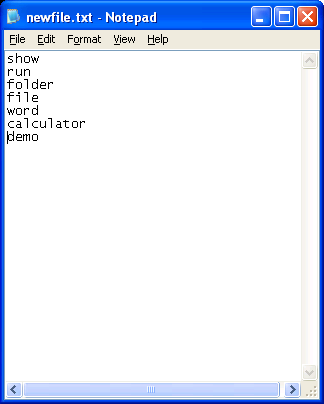 newfile.txt - Notepad
File Edit Format View Help
show
run
folder
file
word
calculator
demo